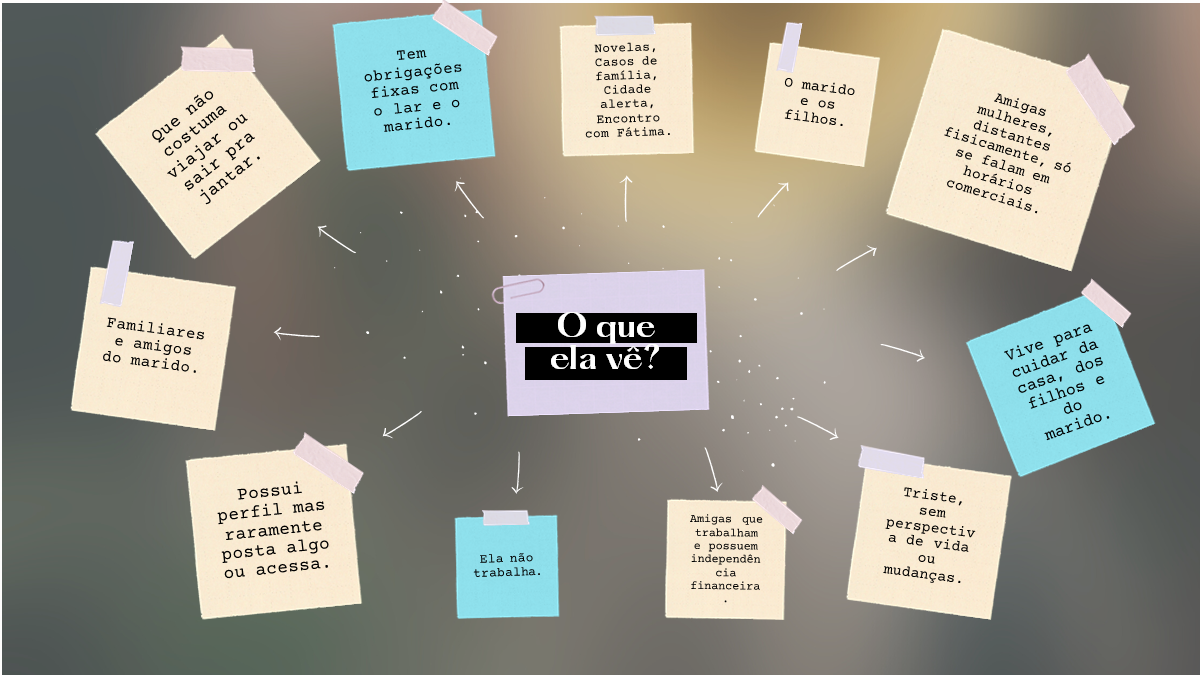 Que não
costuma
viajar ou
sair pra
jantar.
Tem
obrigações
fixas com
o lar e o
marido.
Novelas,
Casos de
família,
Cidade
alerta,
Encontro
com Fátima.
O marido
e os
filhos.
Amigas
mulheres,
distantes
fisicamente, só
se falam em
horários
comerciais.
Familiares
e amigos
do marido.
O que
ela vê?
Vive para
cuidar da
casa, dos
filhos e
do
marido.
Possui
perfil mas
raramente
posta algo
ou acessa.
Ela não
trabalha.
Amigas que
trabalham
e possuem
independên
cia
financeira
.
Triste,
sem
perspectiv
a de vida
ou
mudanças.